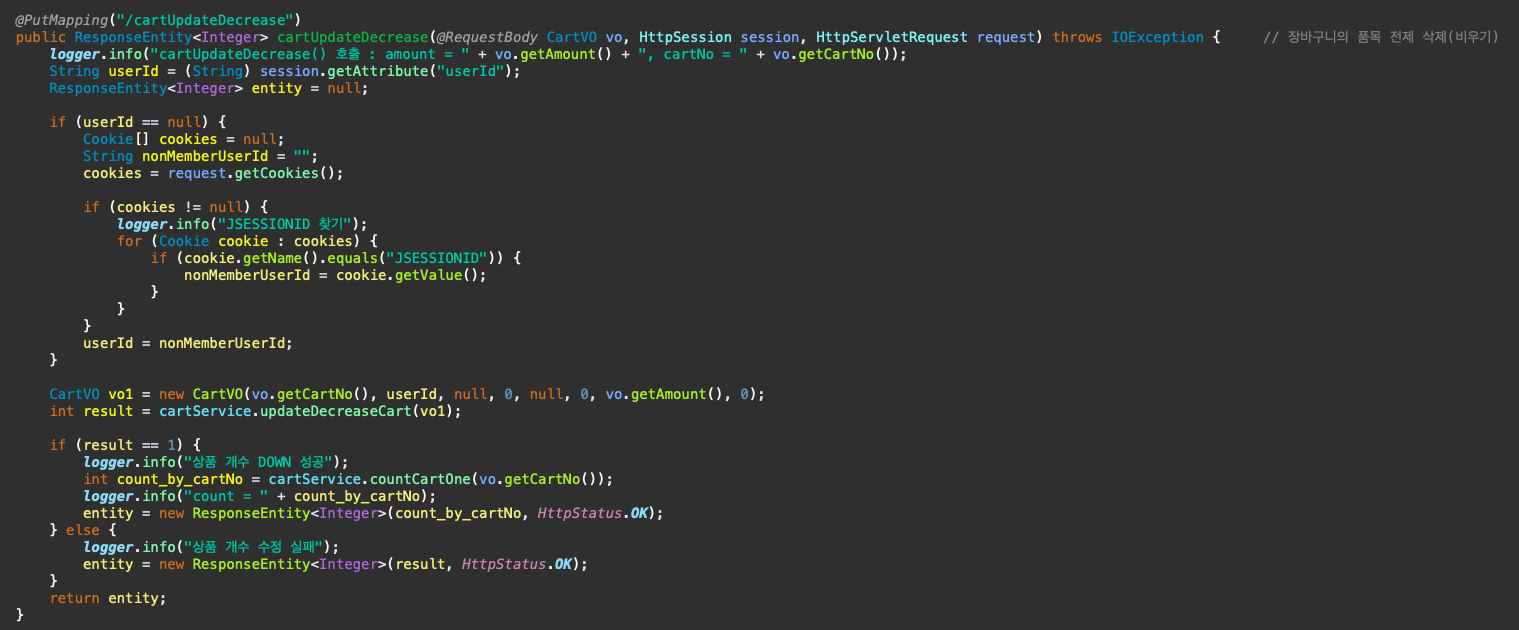 @PutMapping("/cartUpdateDecrease")
public ResponseEntity<Integer> cartUpdateDecrease(@RequestBody CartVO vo, HttpSession session, HttpServletRequest request) throws IOException {     // 장바구니의 품목 전제 삭제(비우기)
    logger.info("cartUpdateDecrease() 호출 : amount = " + vo.getAmount() + ", cartNo = " + vo.getCartNo());
    String userId = (String) session.getAttribute("userId");
    ResponseEntity<Integer> entity = null;

    if (userId == null) {
        Cookie[] cookies = null;
        String nonMemberUserId = "";
        cookies = request.getCookies();

        if (cookies != null) {
            logger.info("JSESSIONID 찾기");
            for (Cookie cookie : cookies) {
                if (cookie.getName().equals("JSESSIONID")) {
                    nonMemberUserId = cookie.getValue();
                }
            }
        }
        userId = nonMemberUserId;
    }

    CartVO vo1 = new CartVO(vo.getCartNo(), userId, null, 0, null, 0, vo.getAmount(), 0);
    int result = cartService.updateDecreaseCart(vo1);

    if (result == 1) {
        logger.info("상품 개수 DOWN 성공");
        int count_by_cartNo = cartService.countCartOne(vo.getCartNo());
        logger.info("count = " + count_by_cartNo);
        entity = new ResponseEntity<Integer>(count_by_cartNo, HttpStatus.OK);
    } else {
        logger.info("상품 개수 수정 실패");
        entity = new ResponseEntity<Integer>(result, HttpStatus.OK);
    }
    return entity;
}